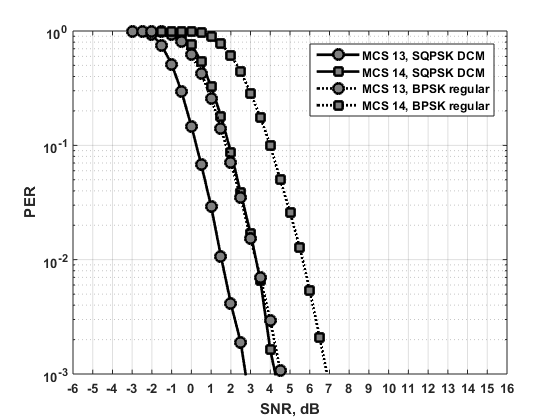 10^0
MCS 13, SQPSK DCM
MCS 14, SQPSK DCM
MCS 13, BPSK regular
MCS 14, BPSK regular
10^-1
PER
10^-2
10^-3
-6 -5 -4 -3 -2 -1 0 1 2 3 4 5 6 7 8 9 10 11 12 13 14 15 16
SNR, dB